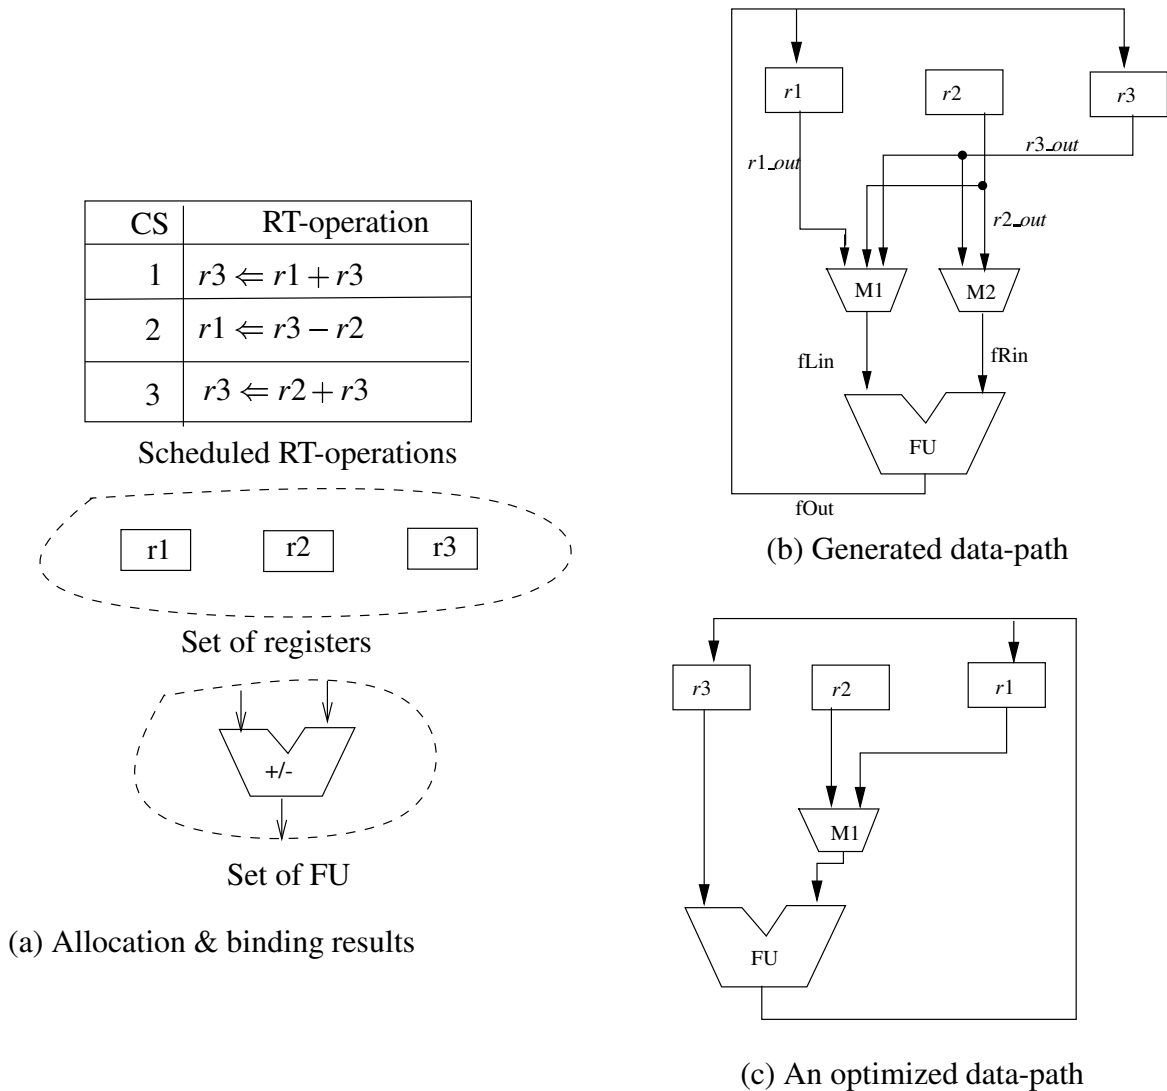 CS RT-operation
1 r3 ⇐ r1 + r3
2 r1 ⇐ r3 − r2
3 r3 ⇐ r2 + r3
Scheduled RT-operations
r1 r2 r3
Set of registers
+/-
Set of FU
(a) Allocation & binding results
r1 r2 r3
r1_out r3_out
r2_out
M1 M2
fLin fRin
FU
fOut
(b) Generated data-path
r3 r2 r1
M1
FU
(c) An optimized data-path